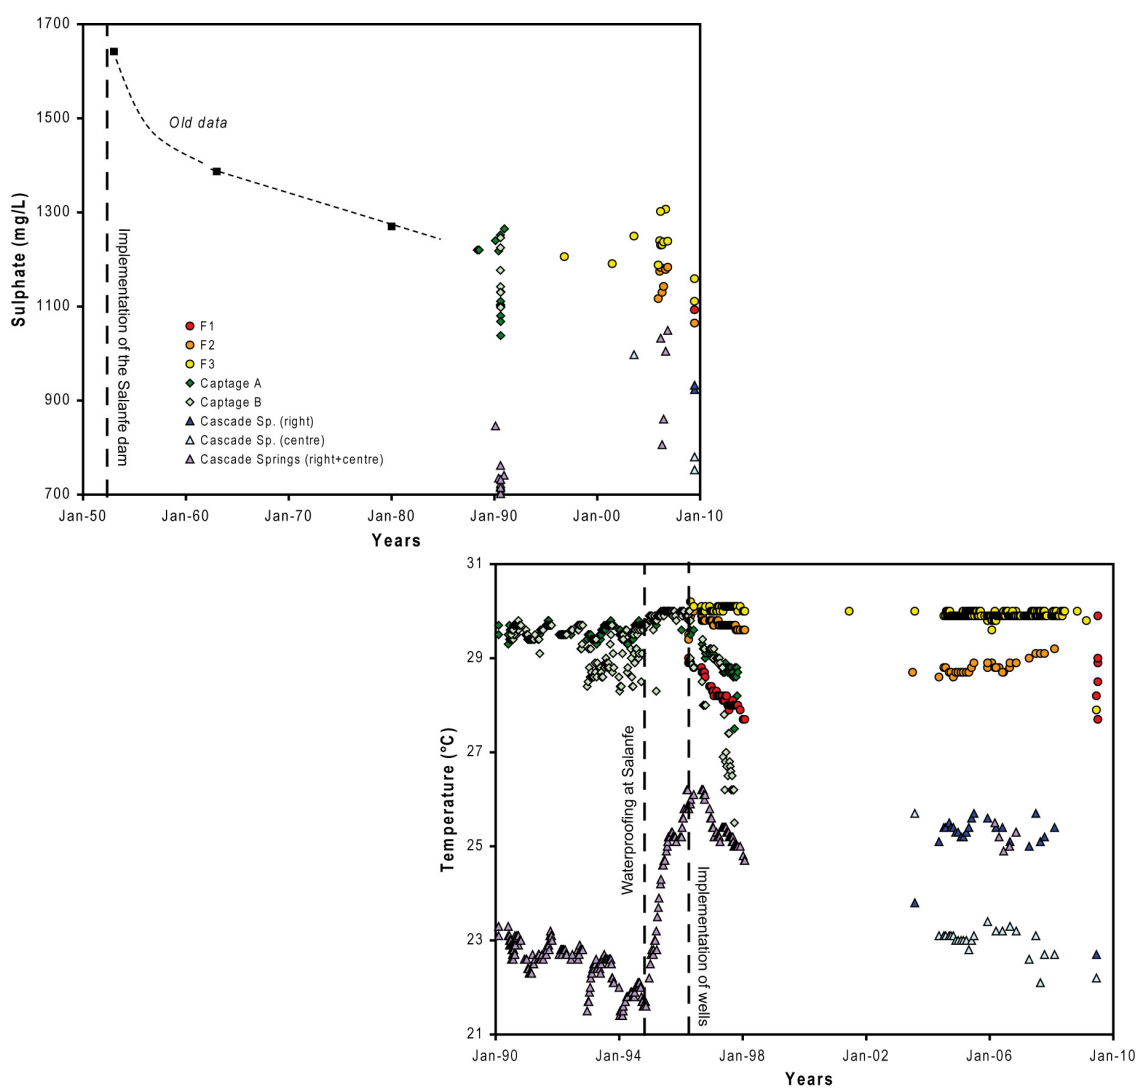 1700
1500
1300
1100
900
700
Sulphate (mg/L)
Old data
Implementation of the Salanfe dam
F1
F2
F3
Captage A
Captage B
Cascade Sp. (right)
Cascade Sp. (centre)
Cascade Springs (right+centre)
Jan-50 Jan-60 Jan-70 Jan-80 Jan-90 Jan-00 Jan-10
Years
31
29
27
25
23
21
Temperature (°C)
Waterproofing at Salanfe
Implementation of wells
Jan-90 Jan-94 Jan-98 Jan-02 Jan-06 Jan-10
Years